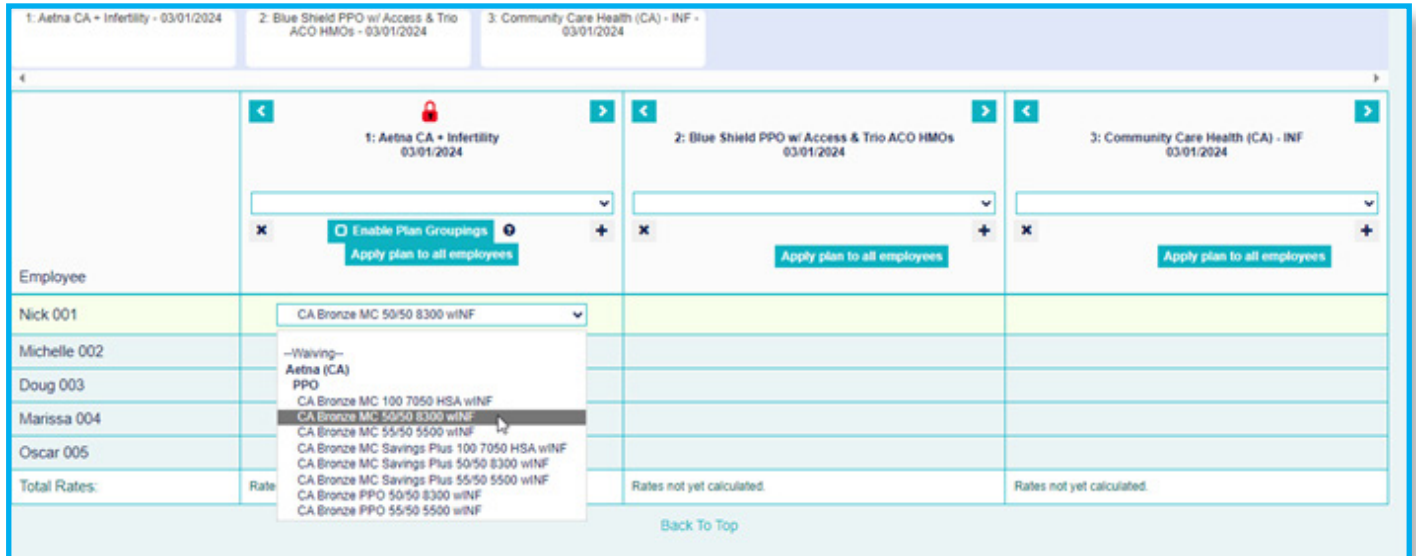 1: Aetna CA + Infertility - 03/01/2024
2: Blue Shield PPO w/ Access & Trio
ACO HMOs - 03/01/2024
3: Community Care Health (CA) - INF -
03/01/2024
1: Aetna CA + Infertility
03/01/2024
2: Blue Shield PPO w/ Access & Trio ACO HMOs
03/01/2024
3: Community Care Health (CA) - INF
03/01/2024
Enable Plan Groupings
Apply plan to all employees
Apply plan to all employees
Apply plan to all employees
Employee
Nick 001
CA Bronze MC 50/50 8300 wINF
Michelle 002
Doug 003
Marissa 004
Oscar 005
--Waiving--
Aetna (CA)
PPO
CA Bronze MC 100 7050 HSA wINF
CA Bronze MC 50/50 8300 wINF
CA Bronze MC 55/50 5500 wINF
CA Bronze MC Savings Plus 100 7050 HSA wINF
CA Bronze MC Savings Plus 50/50 8300 wINF
CA Bronze MC Savings Plus 55/50 5500 wINF
CA Bronze PPO 50/50 8300 wINF
CA Bronze PPO 55/50 5500 wINF
Total Rates:
Rate
Rates not yet calculated.
Rates not yet calculated.
Back To Top